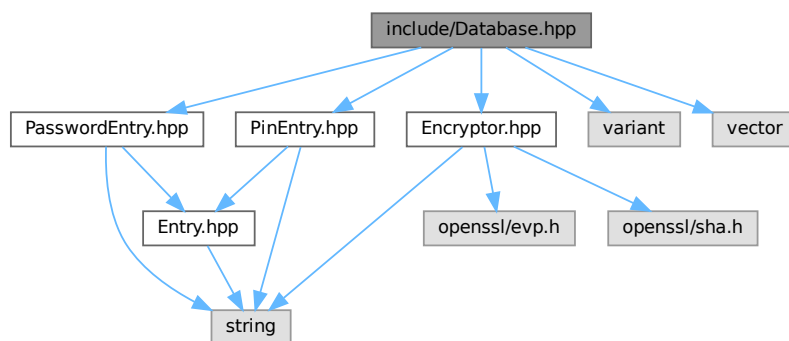 include/Database.hpp
PasswordEntry.hpp
PinEntry.hpp
Encryptor.hpp
variant
vector
Entry.hpp
openssl/evp.h
openssl/sha.h
string